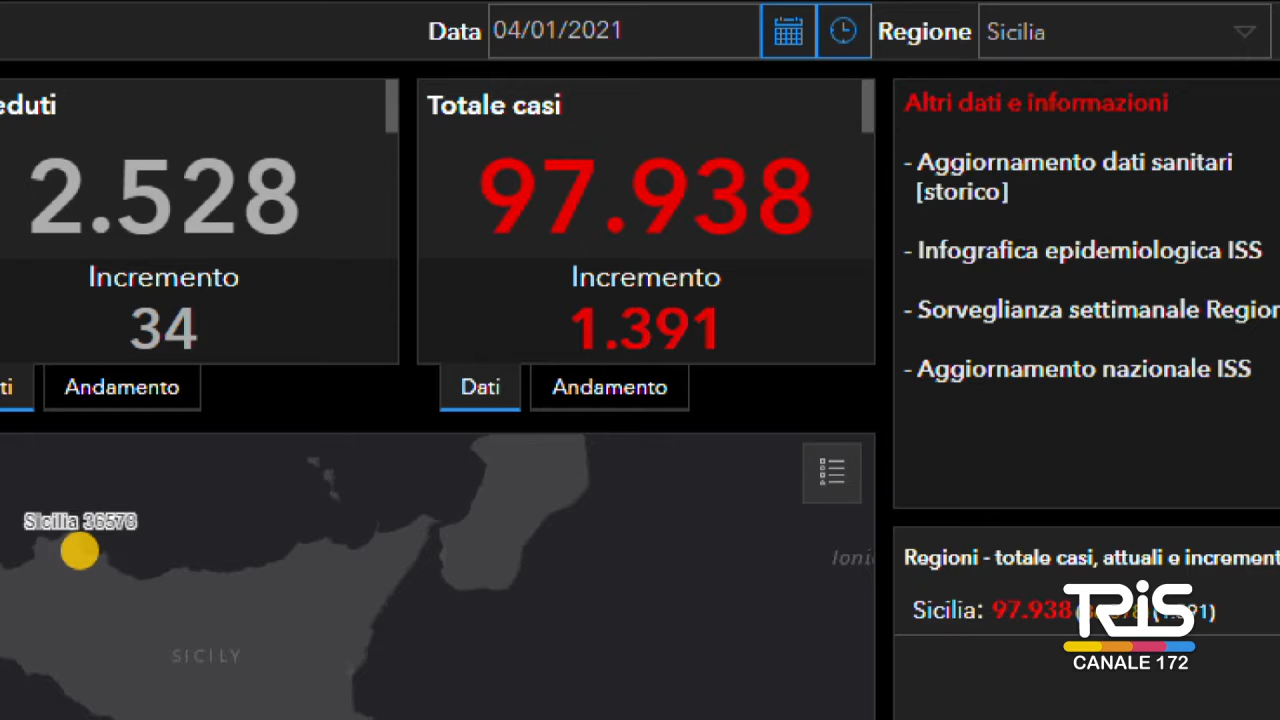 Data 04/01/2021 Regione Sicilia
eduti
2.528
Incremento
34
ti Andamento
Totale casi
97.938
Incremento
1.391
Dati Andamento
Altri dati e informazioni
- Aggiornamento dati sanitari
[storico]
- Infografica epidemiologica ISS
- Sorveglianza settimanale Region
- Aggiornamento nazionale ISS
Sicilia 36578
SICILY
Ioni
Regioni - totale casi, attuali e increment
Sicilia: 97.938
TRiS
CANALE 172